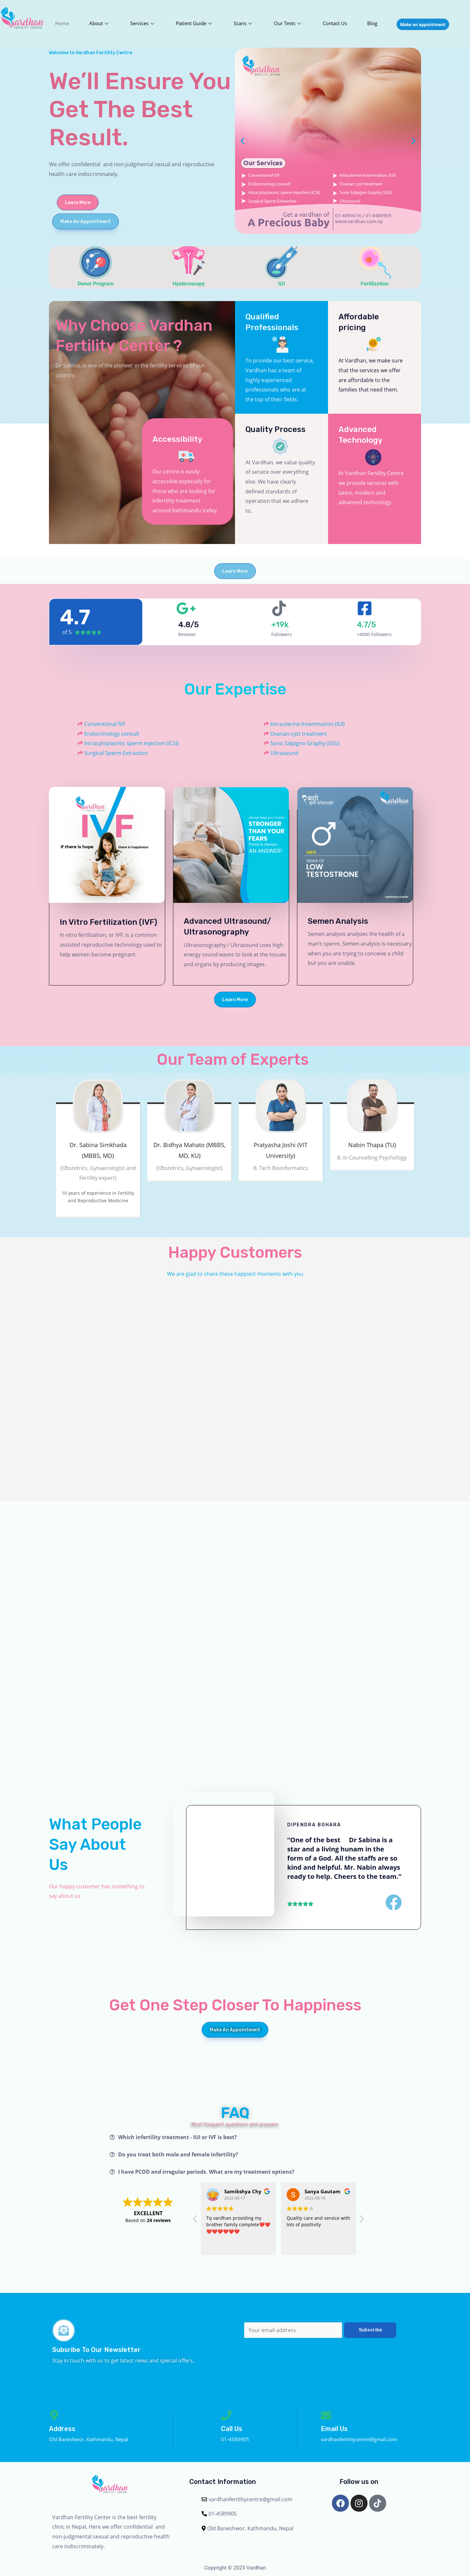 Vardhan
FERTILITY CENTER
Home
About
Services
Patient Guide
Scans
Our Tests
Contact Us
Blog
Make an appointment
Welcome to Vardhan Fertility Centre
We'll Ensure You
Get The Best
Result.
We offer confidential and non-judgmental sexual and reproductive
health care indiscriminately.
Learn More
Make An Appointment
Vardhan
FERTILITY CENTER
Our Services
Conventional IVF
Endocrinology consult
Intracytoplasmic sperm injection (ICSI)
Surgical Sperm Extraction
Intrauterine Insemination (IUI)
Ovarian cyst treatment
Sono Salpigno Graphy (SSG)
Ultrasound
Get a vardhan of
A Precious Baby
01-4499616 / 01-4489905
www.vardhan.com.np
Donor Program
Hysteroscopy
IUI
Fertilization
Why Choose Vardhan
Fertility Center ?
Dr Sabina, is one of the pioneer in the fertility services of our
country.
Accessibility
Our centre is easily
accessible especially for
those who are looking for
infertility treatment
around Kathmandu Valley.
Qualified
Professionals
To provide our best service,
Vardhan has a team of
highly experienced
professionals who are at
the top of their fields.
Affordable
pricing
At Vardhan, we make sure
that the services we offer
are affordable to the
families that need them.
Quality Process
At Vardhan, we value quality
of service over everything
else. We have clearly
defined standards of
operation that we adhere
to.
Advanced
Technology
At Vardhan Fertility Centre
we provide services with
latest, modern and
advanced technology.
Learn More
4.7
of 5
4.8/5
Reviews
+19k
Followers
4.7/5
+4000 Followers
Our Expertise
Conventional IVF
Endocrinology consult
Intracytoplasmic sperm injection (ICSI)
Surgical Sperm Extraction
Intrauterine Insemination (IUI)
Ovarian cyst treatment
Sono Salpigno Graphy (SSG)
Ultrasound
Vardhan
IVF
If there is hope
there is happiness
In Vitro Fertilization (IVF)
In vitro fertilization, or IVF, is a common
assisted reproductive technology used to
help women become pregnant.
Always keep your hopes
STRONGER
THAN YOUR
FEARS
There is always
AN ANSWER!
Advanced Ultrasound/
Ultrasonography
Ultrasonography / Ultrasound uses high
energy sound waves to look at the tissues
and organs by producing images.
Vardhan
MEN
SIGNS OF
LOW
TESTOSTRONE
Semen Analysis
Semen analysis analyzes the health of a
man's sperm. Semen analysis is necessary
when you are trying to conceive a child
but you are unable.
Learn More
Our Team of Experts
Dr. Sabina Simkhada
(MBBS, MD)
(Obstetrics, Gynaecologist and
Fertility expert)
10 years of experience in Fertility
and Reproductive Medicine
Dr. Bidhya Mahato (MBBS,
MD, KU)
(Obstetrics, Gynaecologist)
Pratyasha Joshi (VIT
University)
B. Tech Bioinformatics
Nabin Thapa (TU)
B. In Counselling Psychology
Happy Customers
We are glad to share these happiest moments with you
What People
Say About
Us
Our happy customer has something to
say about us
DIPENDRA BOHARA
"One of the best Dr Sabina is a
star and a living hunam in the
form of a God. All the staffs are so
kind and helpful. Mr. Nabin always
ready to help. Cheers to the team."
Get One Step Closer To Happiness
Make An Appointment
FAQ
Most frequent questions and answers
Which infertility treatment - IUI or IVF is best?
Do you treat both male and female infertility?
I have PCOD and irregular periods. What are my treatment options?
EXCELLENT
Based on 24 reviews
Samikshya Chy
2022-08-17
Tq vardhan providing my
brother family complete❤️❤️
❤️❤️❤️❤️❤️❤️
S
Sanya Gautam
2022-08-16
Quality care and service with
lots of positivity
Subsribe To Our Newsletter
Stay in touch with us to get latest news and special offers.
Your email address
Subscribe
Address
Old Baneshwor, Kathmandu, Nepal
Call Us
01-4589905
Email Us
vardhanfertilitycentre@gmail.com
Vardhan
FERTILITY CENTER
Vardhan Fertility Center is the best fertility
clinic in Nepal. Here we offer confidential and
non-judgmental sexual and reproductive health
care indiscriminately.
Contact Information
vardhanfertilitycentre@gmail.com
01-4589905
Old Baneshwor, Kathmandu, Nepal
Follow us on
Copyright © 2023 Vardhan